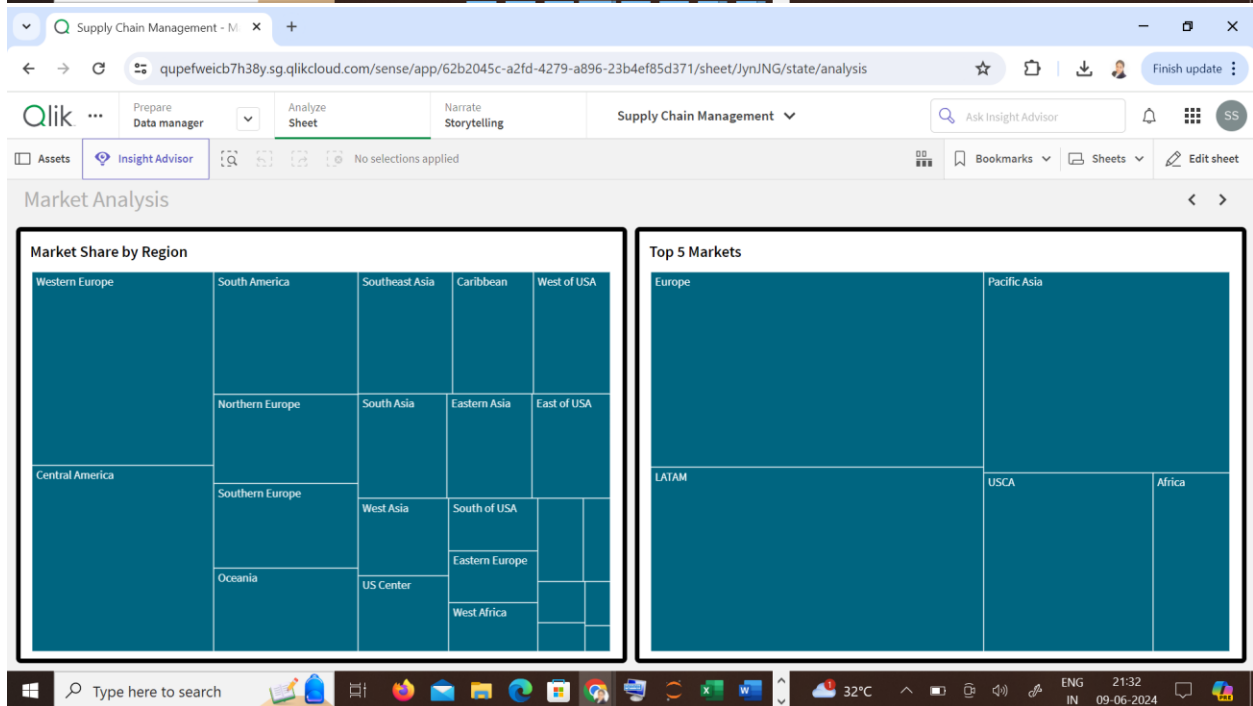 Supply Chain Management - M
qupefweicb7h38y.sg.qlikcloud.com/sense/app/62b2045c-a2fd-4279-a896-23b4ef85d371/sheet/JynJNG/state/analysis
Finish update
Qlik
Prepare
Data manager
Analyze
Sheet
Narrate
Storytelling
Supply Chain Management
Ask Insight Advisor
SS
Assets
Insight Advisor
No selections applied
Bookmarks
Sheets
Edit sheet
Market Analysis
Market Share by Region
Western Europe
South America
Southeast Asia
Caribbean
West of USA
Northern Europe
South Asia
Eastern Asia
East of USA
Central America
Southern Europe
West Asia
South of USA
Eastern Europe
Oceania
US Center
West Africa
Top 5 Markets
Europe
Pacific Asia
LATAM
USCA
Africa
Type here to search
32°C
ENG
IN
21:32
09-06-2024